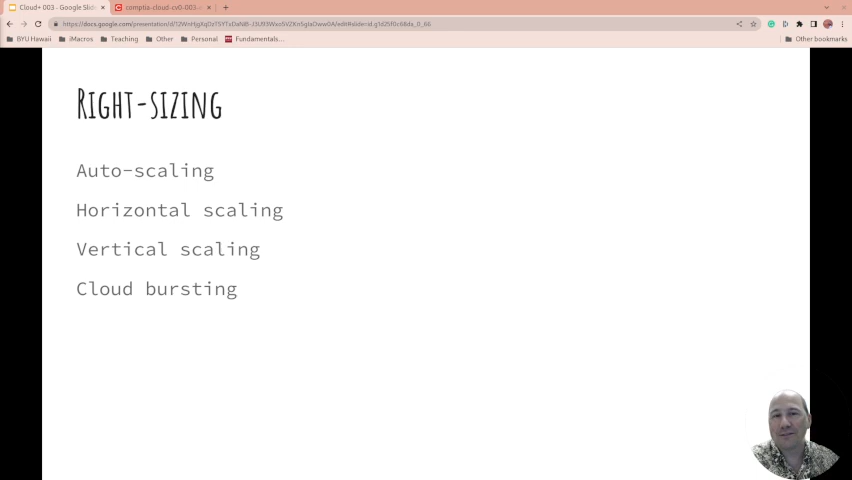 Cloud+ 003 - Google Slide
comptia-cloud-cv0-003-
BYU Hawaii
iMacros
Teaching
Other
Personal
Fundamentals...
Other bookmarks
Right-sizing
Auto-scaling
Horizontal scaling
Vertical scaling
Cloud bursting